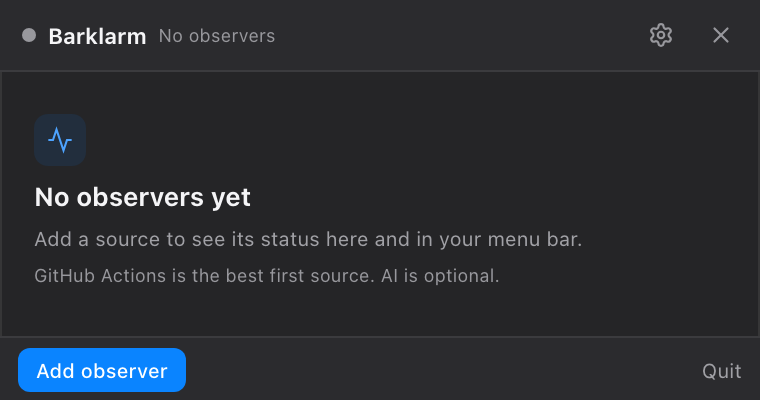 Barklarm No observers
No observers yet
Add a source to see its status here and in your menu bar.
GitHub Actions is the best first source. AI is optional.
Add observer
Quit